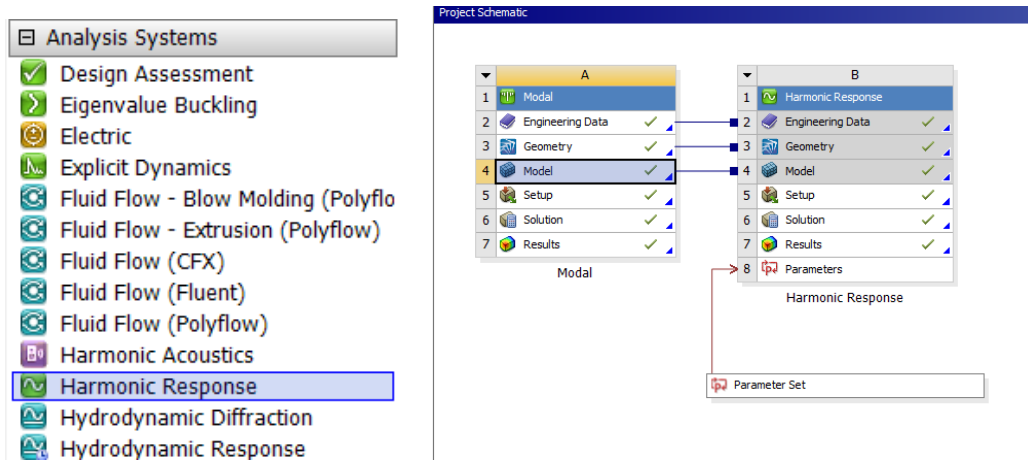 Analysis Systems
Design Assessment
Eigenvalue Buckling
Electric
Explicit Dynamics
Fluid Flow - Blow Molding (Polyflo
Fluid Flow - Extrusion (Polyflow)
Fluid Flow (CFX)
Fluid Flow (Fluent)
Fluid Flow (Polyflow)
Harmonic Acoustics
Harmonic Response
Hydrodynamic Diffraction
Hydrodynamic Response
Project Schematic
A
1 Modal
2 Engineering Data
3 Geometry
4 Model
5 Setup
6 Solution
7 Results
Modal
B
1 Harmonic Response
2 Engineering Data
3 Geometry
4 Model
5 Setup
6 Solution
7 Results
8 Parameters
Harmonic Response
Parameter Set